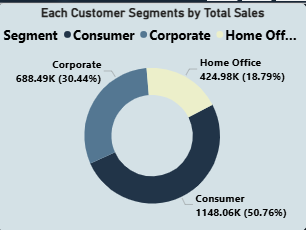 Each Customer Segments by Total Sales
Segment Consumer Corporate Home Off...
Corporate
688.49K (30.44%)
Home Office
424.98K (18.79%)
Consumer
1148.06K (50.76%)